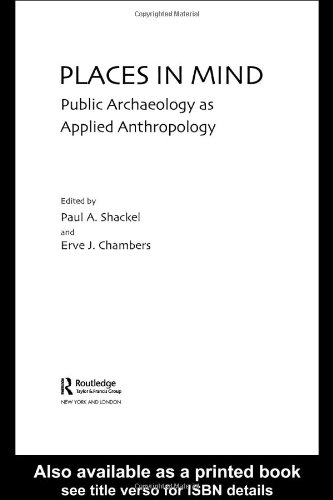 PLACES IN MIND
Public Archaeology as
Applied Anthropology
Edited by
Paul A. Shackel
and
Erve J. Chambers
Routledge
Taylor & Francis Group
NEW YORK AND LONDON
Also available as a printed book
see title verso for ISBN details